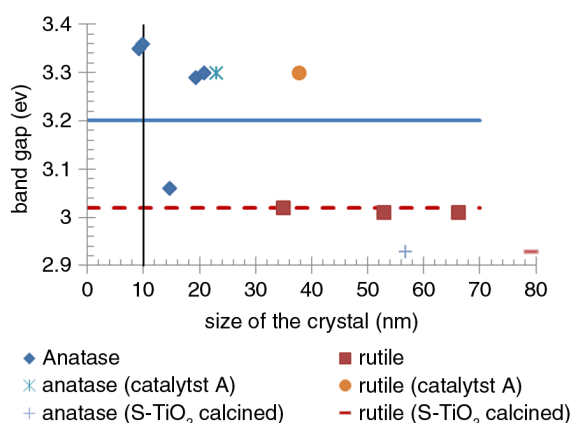 3.4
3.3
3.2
3.1
3
2.9
band gap (ev)
0 10 20 30 40 50 60 70 80
size of the crystal (nm)
Anatase rutile
anatase (catalytst A) rutile (catalytst A)
anatase (S-TiO2 calcined) rutile (S-TiO2 calcined)